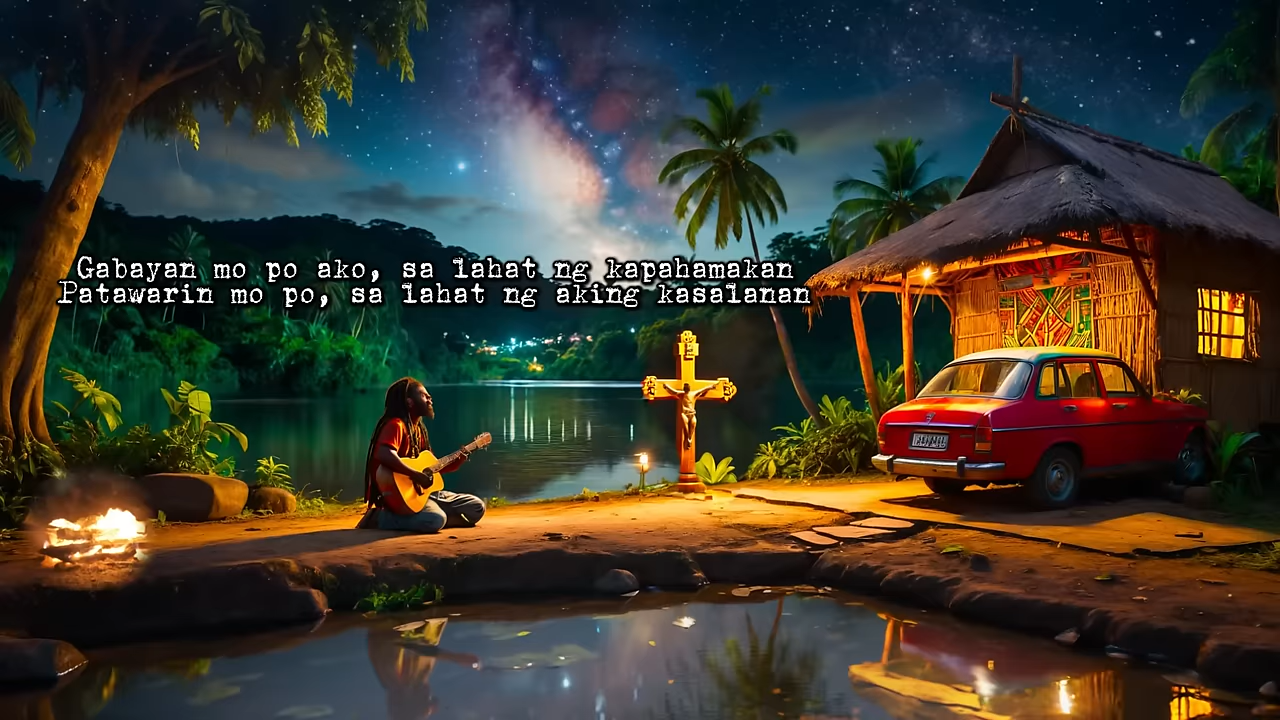 Gabayan mo po ako, sa lahat ng kapahamakan
Patawarin mo po, sa lahat ng aking kasalanan